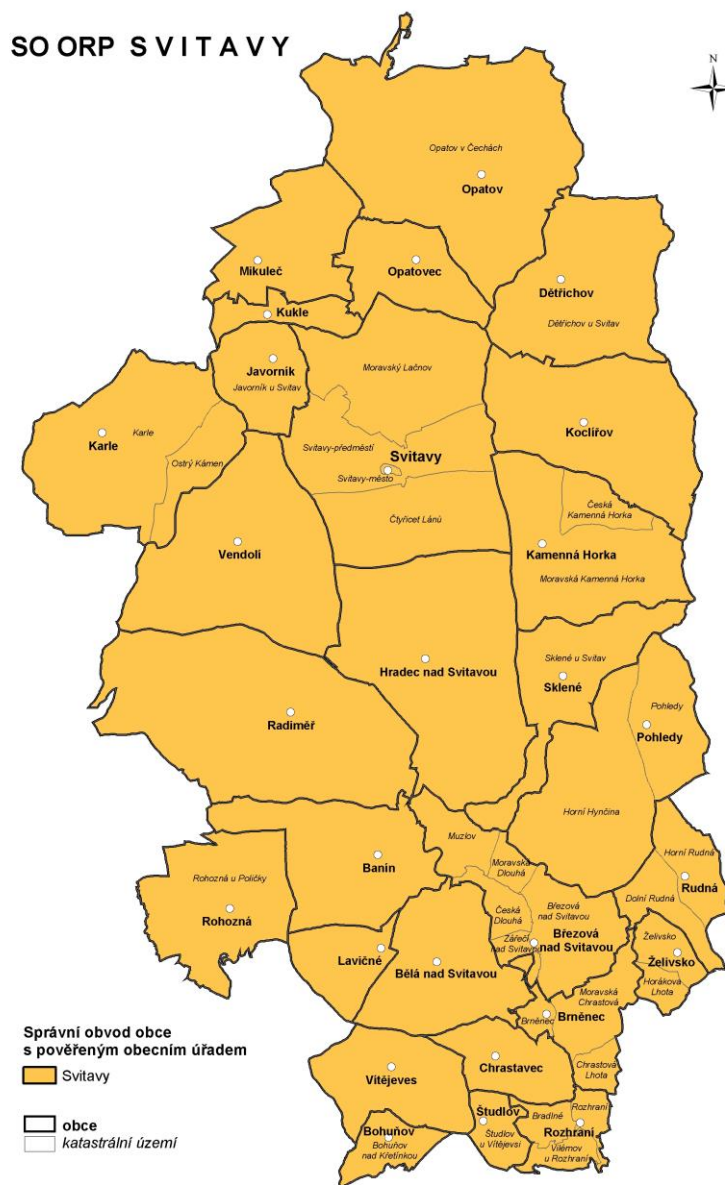 SO ORP S V I T A V Y
N
Opatov v Čechách
Opatov
Mikuleč
Opatovec
Dětřichov
Dětřichov u Svitav
Kukle
Javorník
Javorník u Svitav
Moravský Lačnov
Karle
Karle
Ostrý Kámen
Koclířov
Svitavy-předměstí
Svitavy
Svitavy-město
Česká
Kamenná Horka
Čtyřicet Lánů
Vendolí
Kamenná Horka
Moravská Kamenná Horka
Sklené u Svitav
Hradec nad Svitavou
Sklené
Radiměř
Pohledy
Pohledy
Horní Hynčina
Muzlov
Moravská
Dlouhá
Horní Rudná
Banín
Rudná
Rohozná u Poličky
Rohozná
Dolní Rudná
Česká
Dlouhá
Březová
nad Svitavou
Březová
nad Svitavou
Zářečí
nad Svitavou
Želivsko
Želivsko
Horákova
Lhota
Lavičné
Bělá nad Svitavou
Moravská
Chrastová
Brněnec
Brněnec
Chrastavec
Chrastová
Lhota
Vítějeves
Študlov
Študlov
u Vítějevsi
Bradlné
Rozhraní
Rozhraní
Vilémov
u Rozhraní
Bohuňov
Bohuňov
nad Křetínkou
Správní obvod obce
s pověřeným obecním úřadem
Svitavy
obce
katastrální území